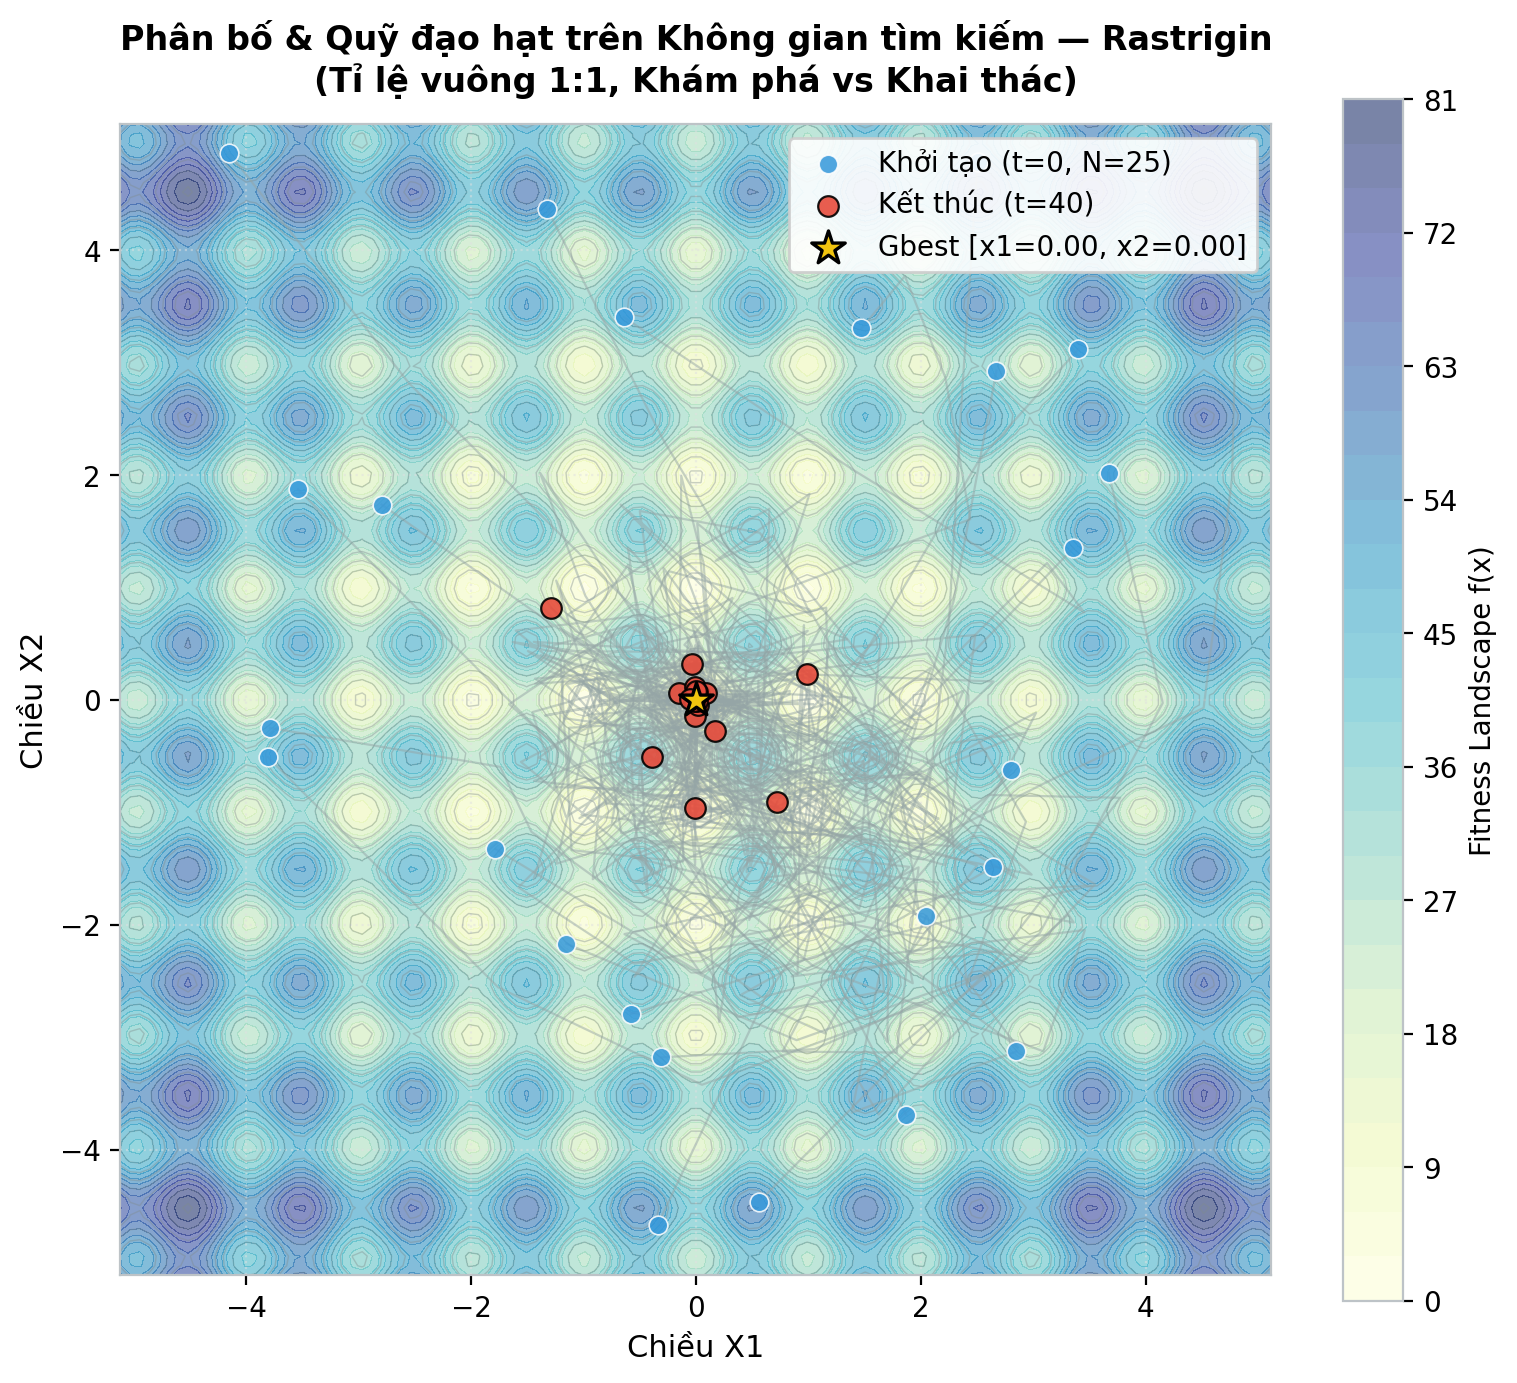 Phân bố & Quỹ đạo hạt trên Không gian tìm kiếm — Rastrigin
(Tỉ lệ vuông 1:1, Khám phá vs Khai thác)
Khởi tạo (t=0, N=25)
Kết thúc (t=40)
Gbest [x1=0.00, x2=0.00]
Chiều X2
4
2
0
−2
−4
−4
−2
0
2
4
Chiều X1
81
72
63
54
45
36
27
18
9
0
Fitness Landscape f(x)